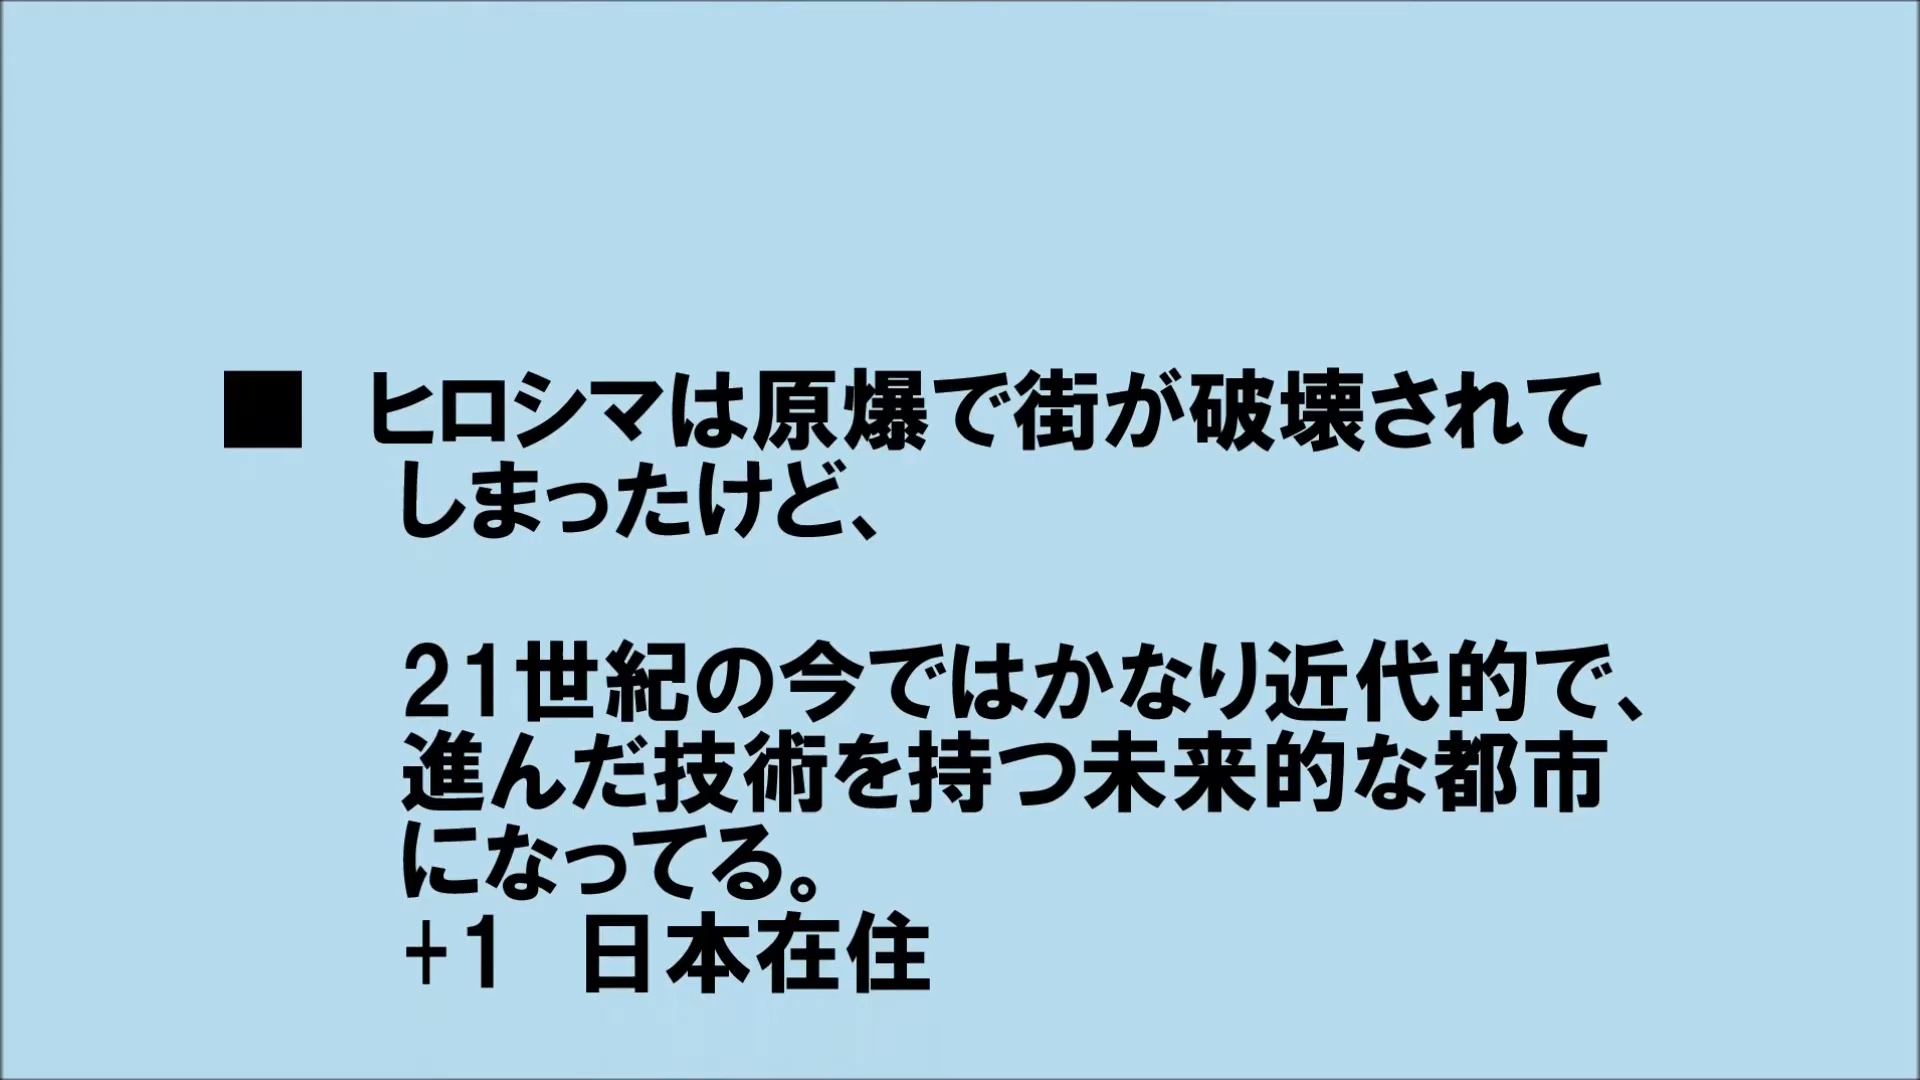 ■ ヒロシマは原爆で街が破壊されて
しまったけど、
21世紀の今ではかなり近代的で、
進んだ技術を持つ未来的な都市
になってる。
+1 日本在住